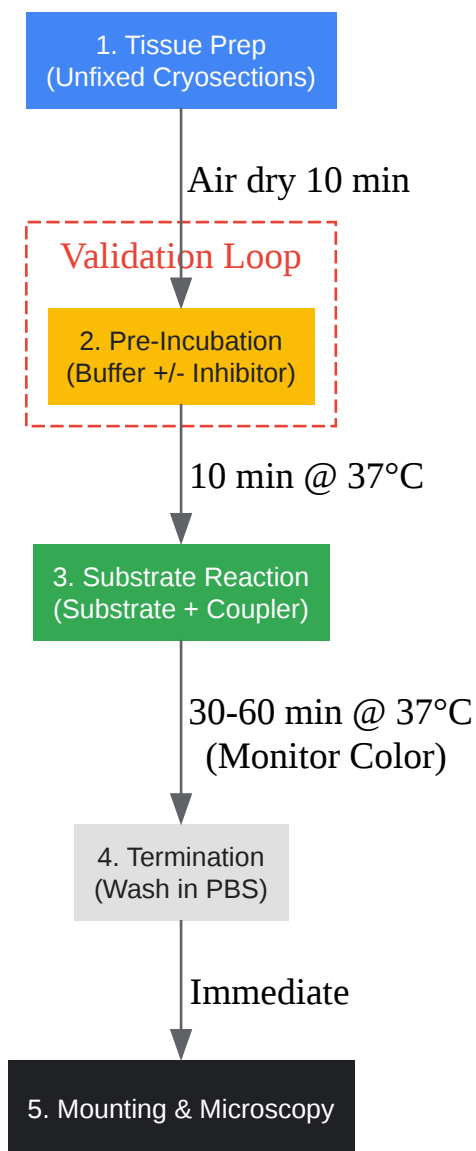 1. Tissue Prep
(Unfixed Cryosections)
Air dry 10 min
Validation Loop
2. Pre-Incubation
(Buffer +/- Inhibitor)
10 min @ 37°C
3. Substrate Reaction
(Substrate + Coupler)
30-60 min @ 37°C
(Monitor Color)
4. Termination
(Wash in PBS)
Immediate
5. Mounting & Microscopy